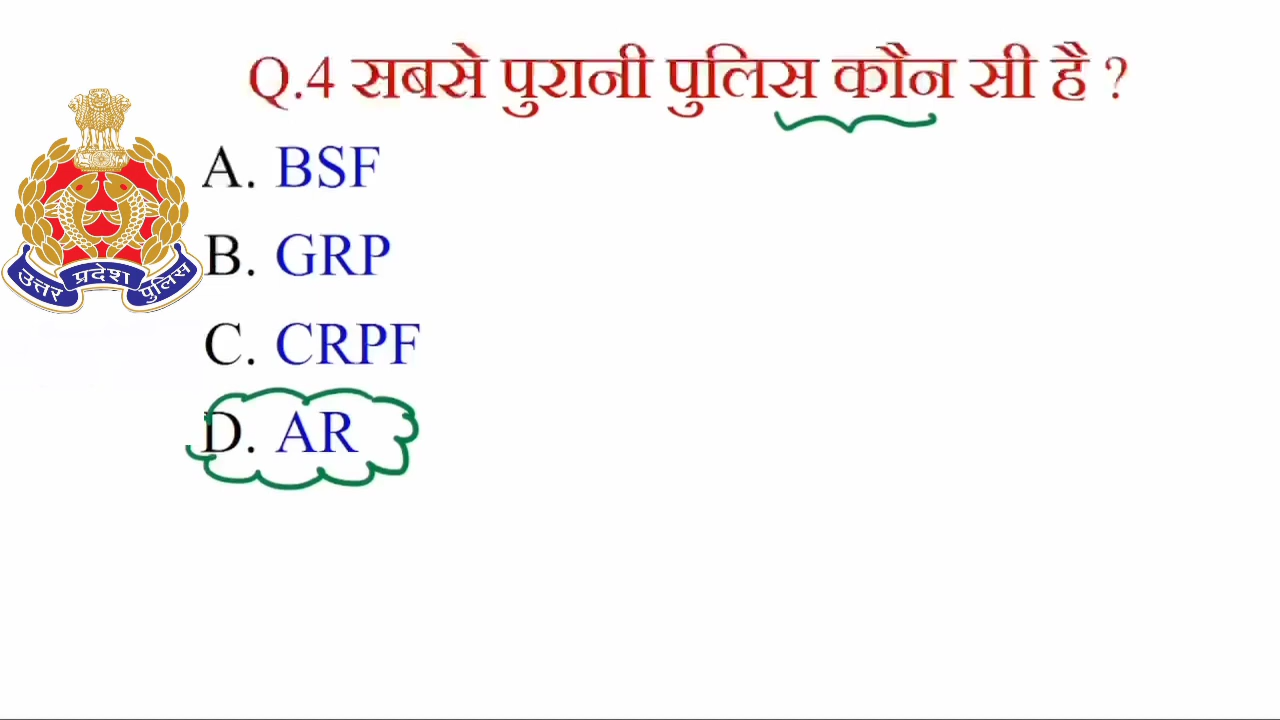 Q.4 सबसे पुरानी पुलिस कौन सी है ?
A. BSF
B. GRP
C. CRPF
D. AR
उत्तर प्रदेश पुलिस